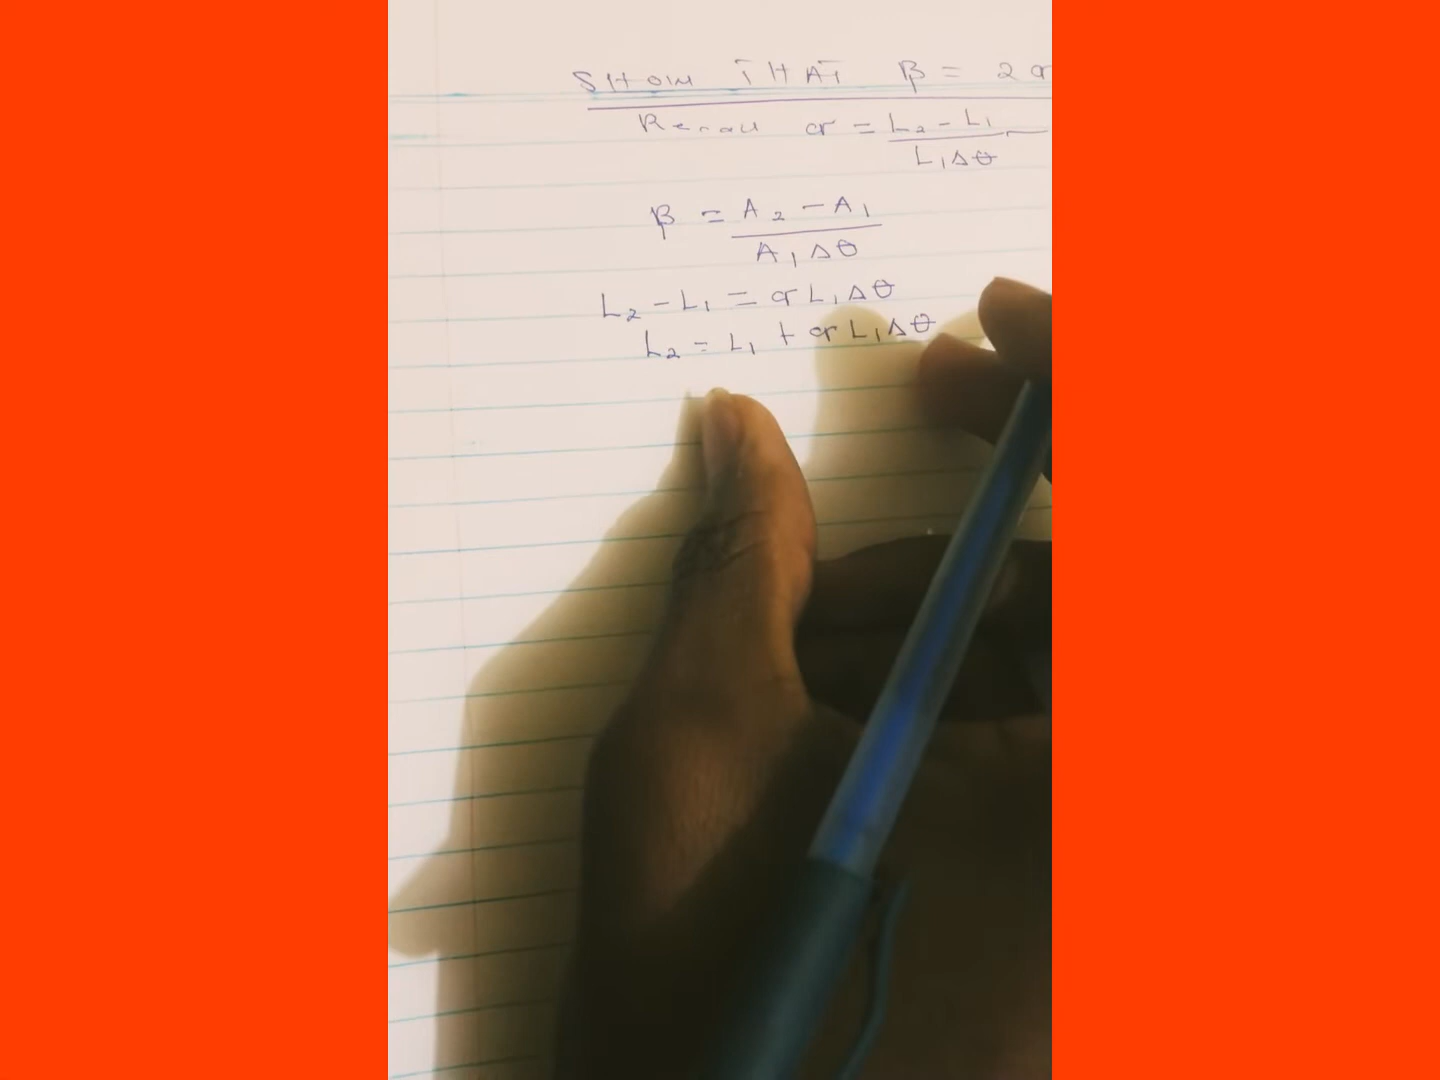 SHOW THAT β = 2α
Recall α = L₂ - L₁ / L₁Δθ
β = A₂ - A₁ / A₁Δθ
L₂ - L₁ = αL₁Δθ
L₂ = L₁ + αL₁Δθ